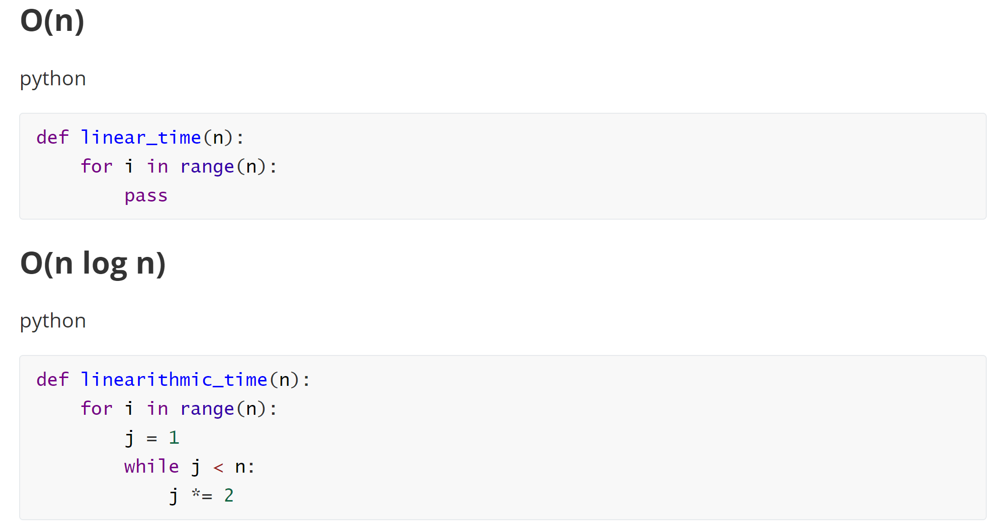 O(n)
python
def linear_time(n):
    for i in range(n):
        pass
O(n log n)
python
def linearithmic_time(n):
    for i in range(n):
        j = 1
        while j < n:
            j *= 2